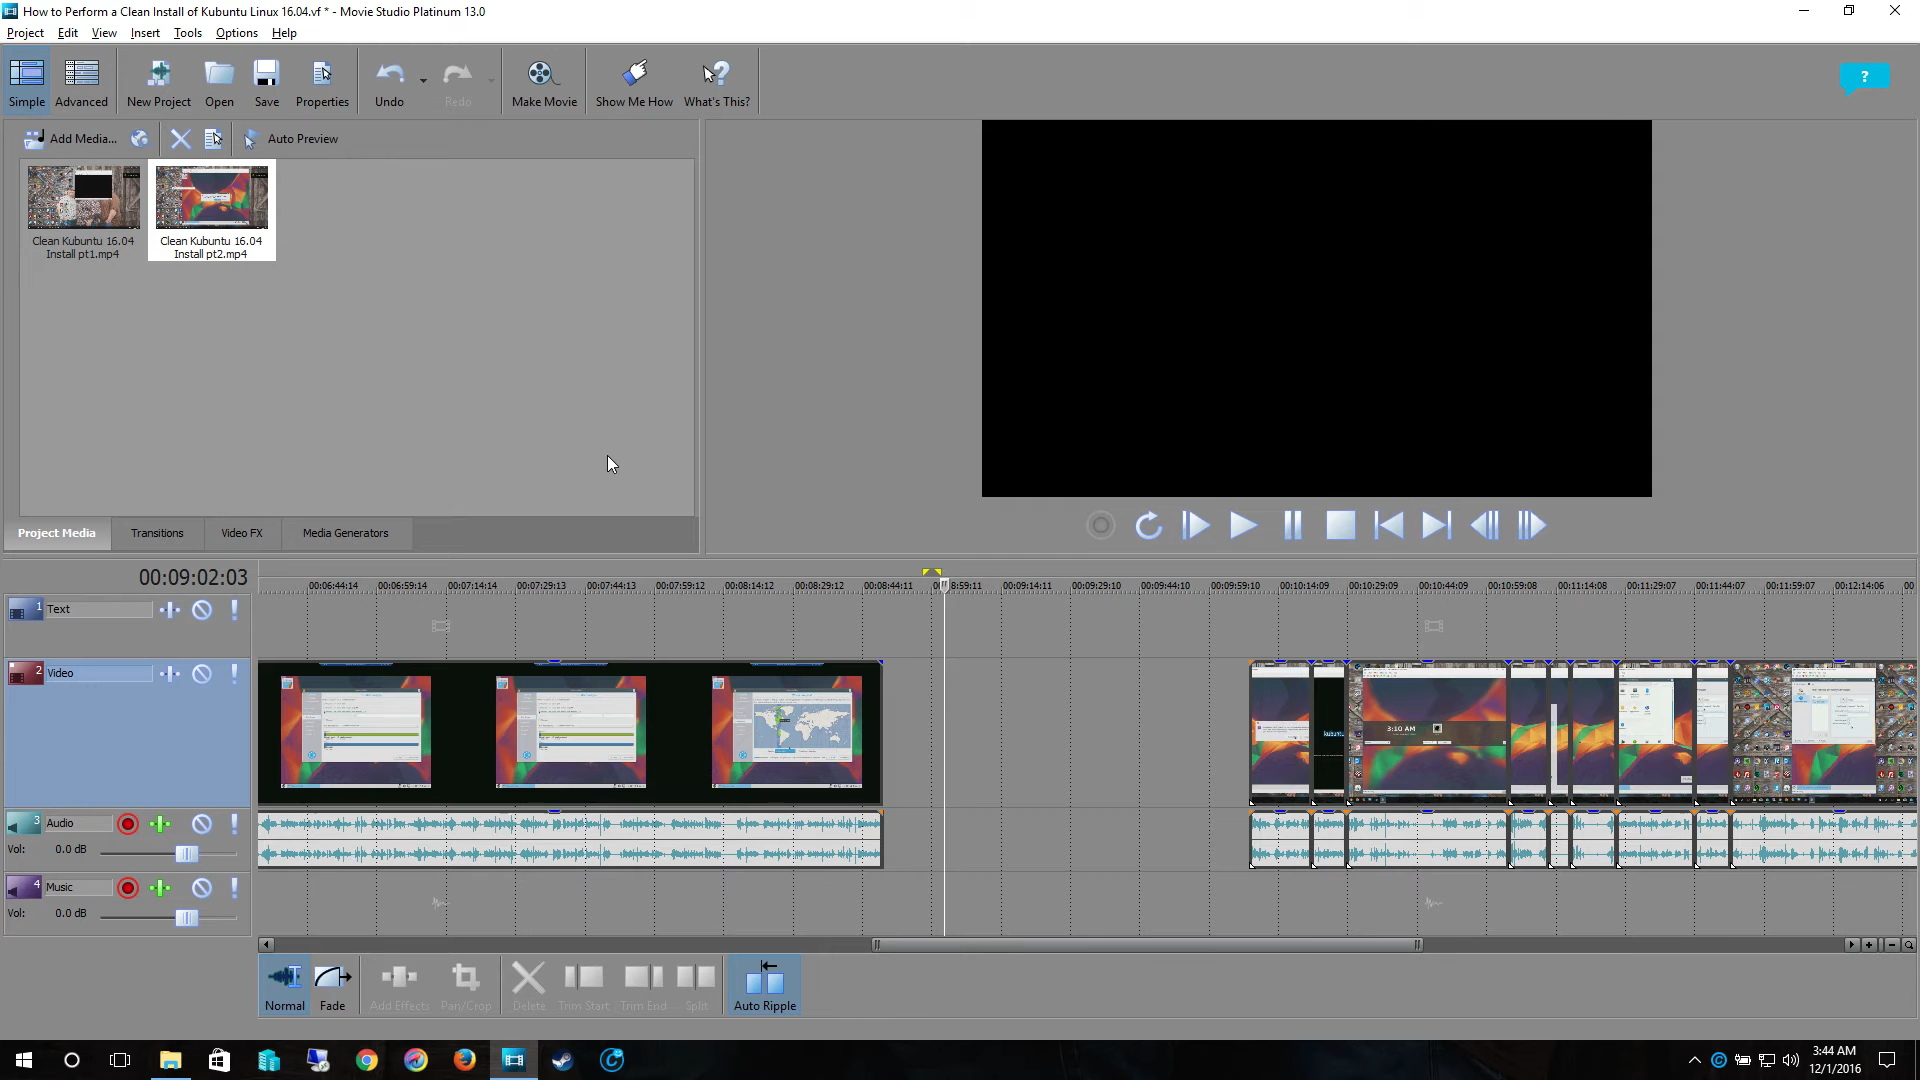 How to Perform a Clean Install of Kubuntu Linux 16.04.vf * - Movie Studio Platinum 13.0
Project Edit View Insert Tools Options Help
Simple Advanced New Project Open Save Properties Undo Redo Make Movie Show Me How What's This? ?
Add Media... Auto Preview
Clean Kubuntu 16.04 Install pt1.mp4
Clean Kubuntu 16.04 Install pt2.mp4
Project Media Transitions Video FX Media Generators
00:09:02:03
00:06:44:14 00:06:59:14 00:07:14:14 00:07:29:13 00:07:44:13 00:07:59:12 00:08:14:12 00:08:29:12 00:08:44:11 8:59:11 00:09:14:11 00:09:29:10 00:09:44:10 00:09:59:10 00:10:14:09 00:10:29:09 00:10:44:09 00:10:59:08 00:11:14:08 00:11:29:07 00:11:44:07 00:11:59:07 00:12:14:06 00
1 Text
2 Video
3:10 AM
kubuntu
3 Audio
Vol: 0.0 dB
4 Music
Vol: 0.0 dB
Normal Fade Add Effects Pan/Crop Delete Trim Start Trim End Split Auto Ripple
3:44 AM
12/1/2016